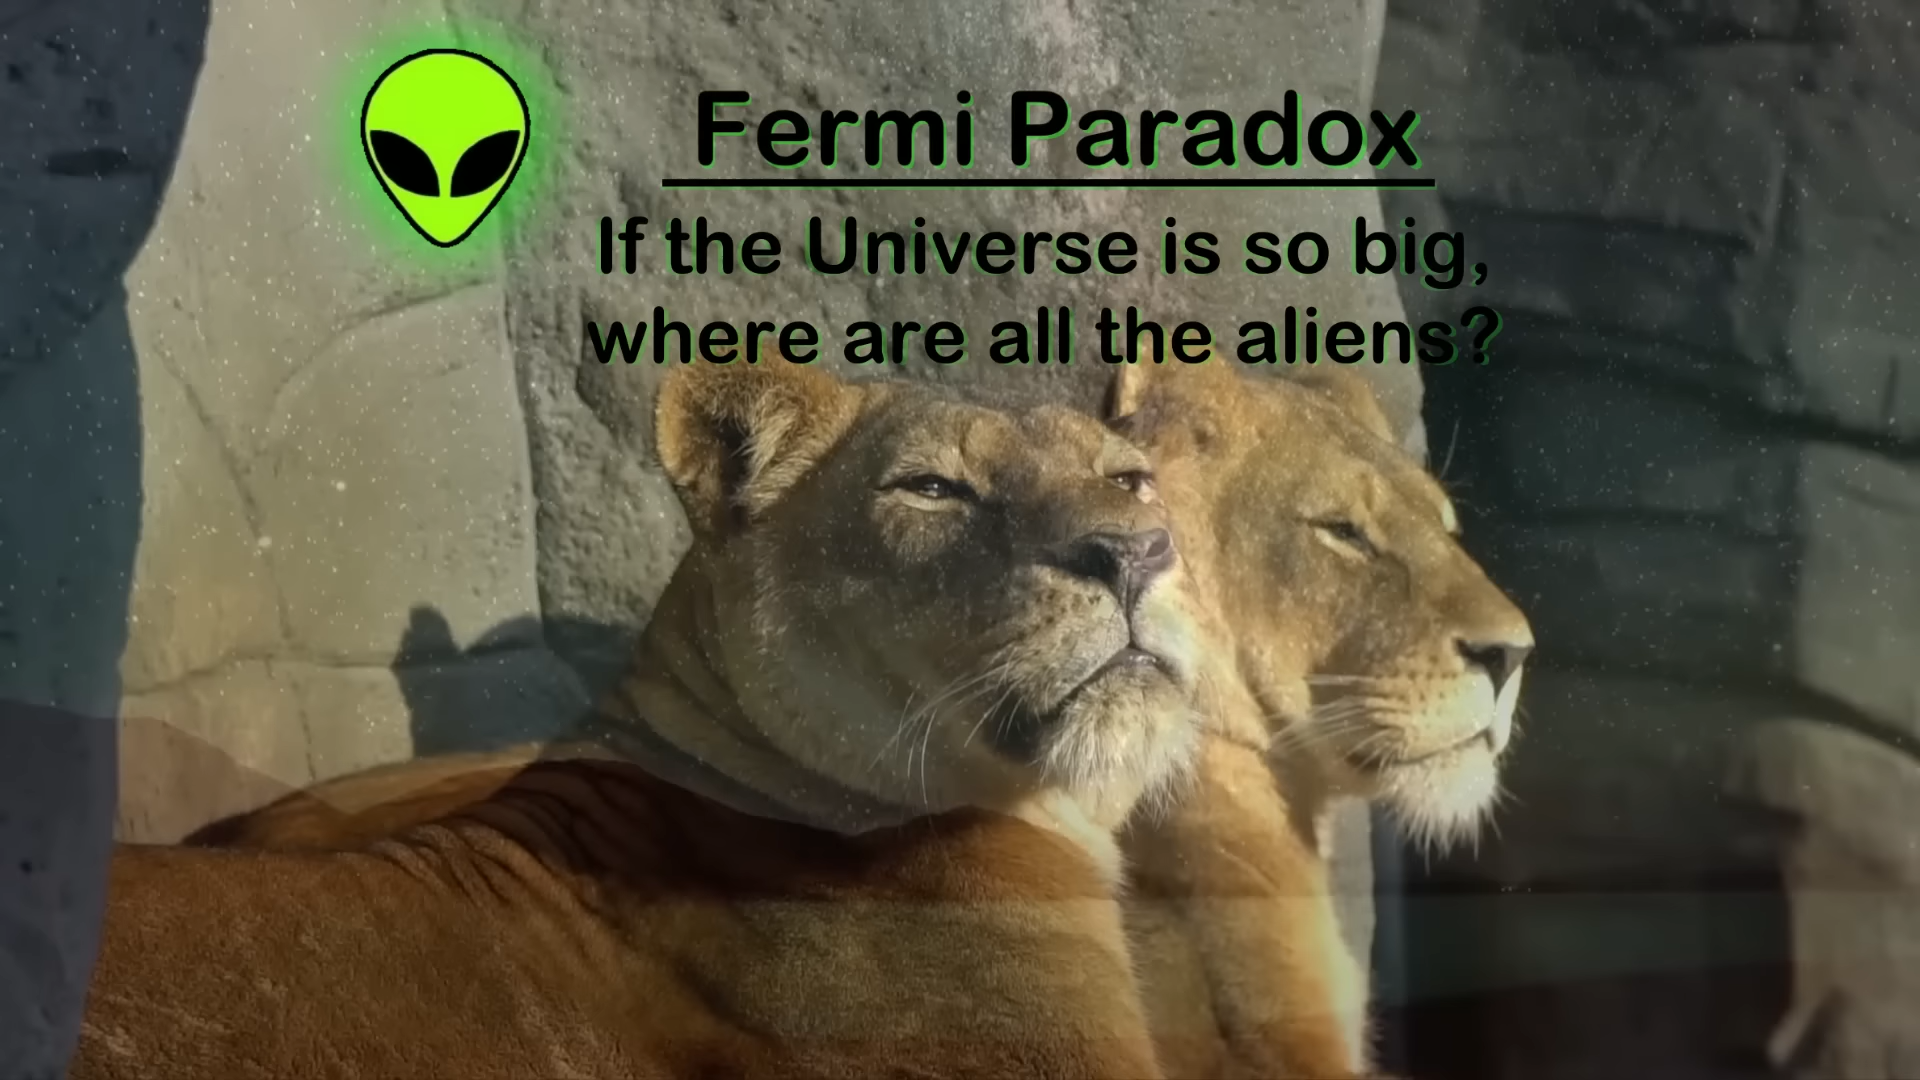 Fermi Paradox
If the Universe is so big,
where are all the aliens?